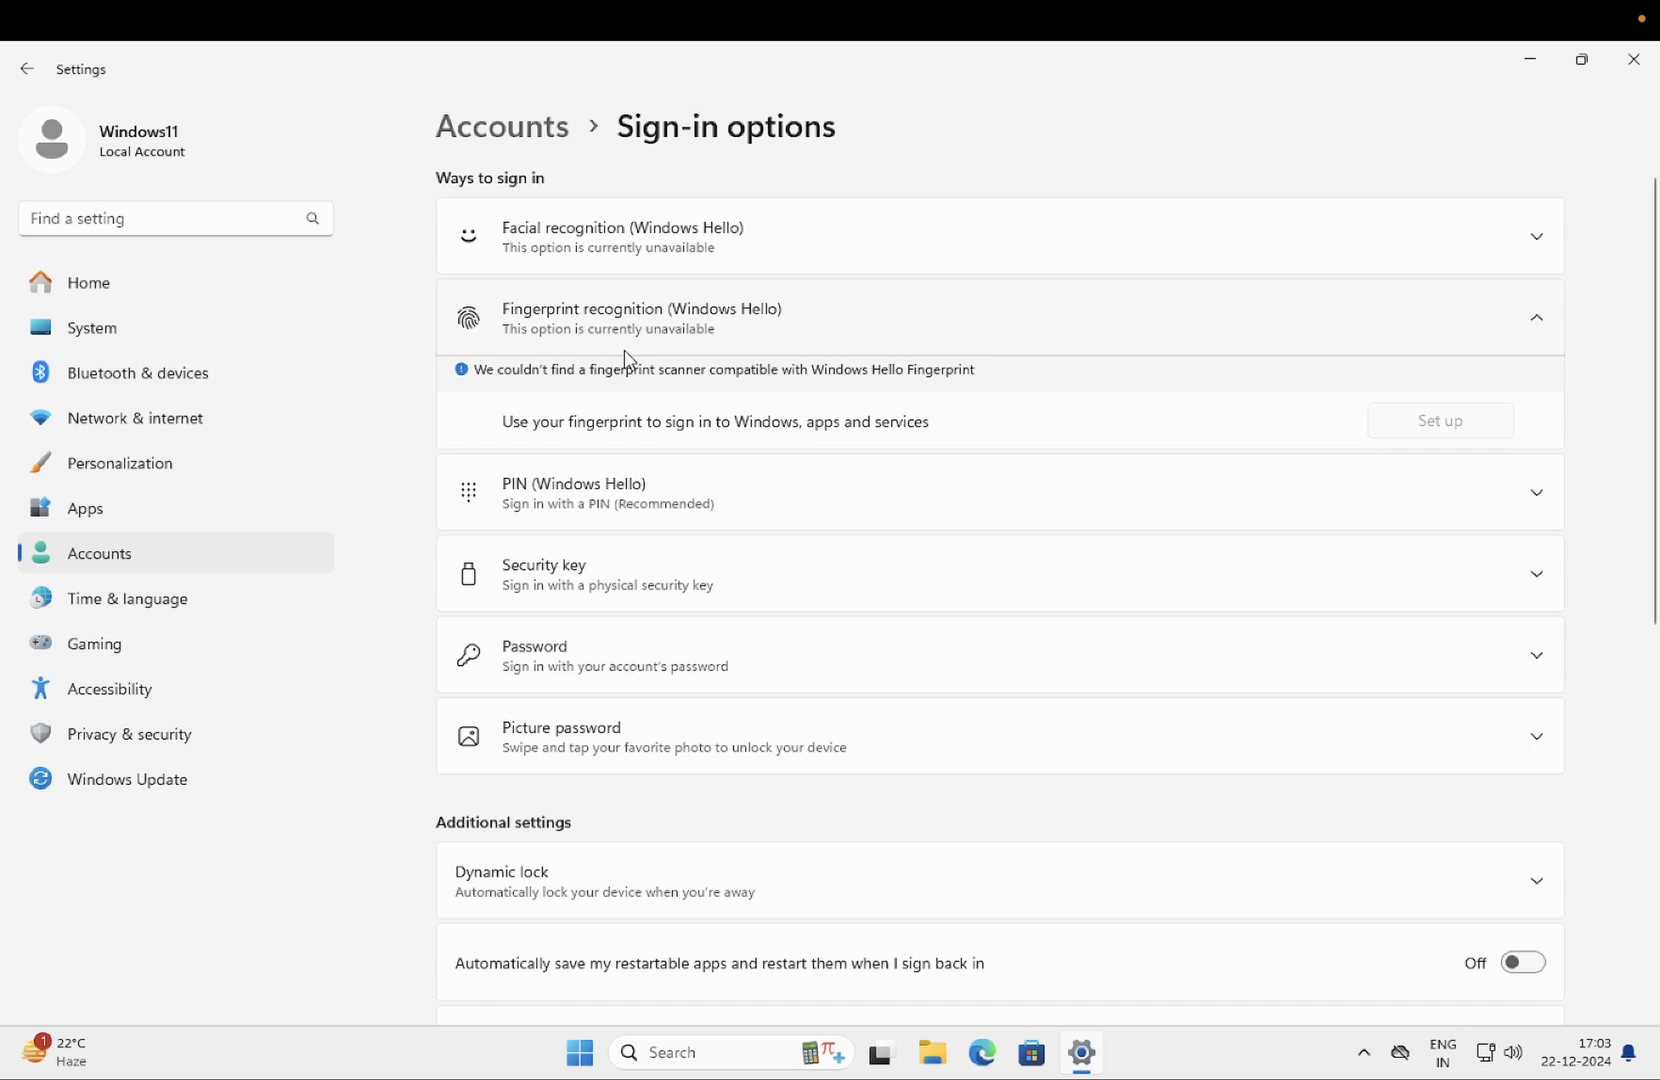 Settings
Windows11
Local Account
Find a setting
Home
System
Bluetooth & devices
Network & internet
Personalization
Apps
Accounts
Time & language
Gaming
Accessibility
Privacy & security
Windows Update
Accounts › Sign-in options
Ways to sign in
Facial recognition (Windows Hello)
This option is currently unavailable
Fingerprint recognition (Windows Hello)
This option is currently unavailable
We couldn't find a fingerprint scanner compatible with Windows Hello Fingerprint
Use your fingerprint to sign in to Windows, apps and services
Set up
PIN (Windows Hello)
Sign in with a PIN (Recommended)
Security key
Sign in with a physical security key
Password
Sign in with your account's password
Picture password
Swipe and tap your favorite photo to unlock your device
Additional settings
Dynamic lock
Automatically lock your device when you're away
Automatically save my restartable apps and restart them when I sign back in
Off
1
22°C
Haze
Search
ENG
IN
17:03
22-12-2024